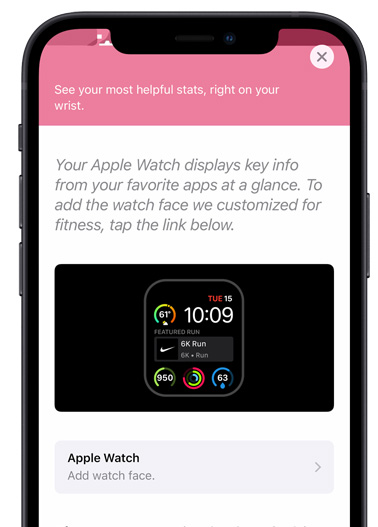 See your most helpful stats, right on your
wrist.
Your Apple Watch displays key info
from your favorite apps at a glance. To
add the watch face we customized for
fitness, tap the link below.
TUE 15
61°
10:09
FEATURED RUN
6K Run
6K • Run
950
63
Apple Watch
Add watch face.